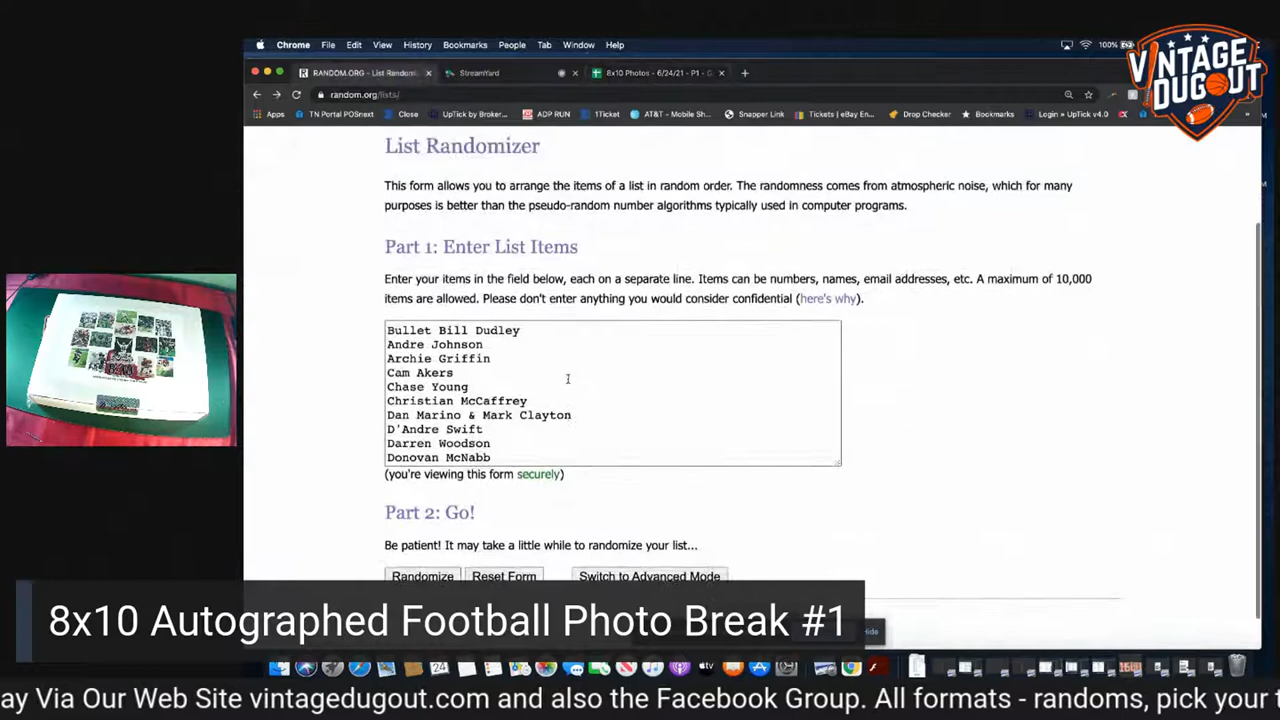 Chrome File Edit View History Bookmarks People Tab Window Help 100%
RANDOM.ORG - List Randomi StreamYard 8x10 Photos - 6/24/21 - P1 - G
random.org/lists/
Apps TN Portal POSnext Close UpTick by Broker... ADP RUN 1Ticket AT&T - Mobile Sh... Snapper Link Tickets | eBay En... Drop Checker Bookmarks Login » UpTick v4.0
VINTAGE
DUGOUT
List Randomizer
This form allows you to arrange the items of a list in random order. The randomness comes from atmospheric noise, which for many
purposes is better than the pseudo-random number algorithms typically used in computer programs.
Part 1: Enter List Items
Enter your items in the field below, each on a separate line. Items can be numbers, names, email addresses, etc. A maximum of 10,000
items are allowed. Please don't enter anything you would consider confidential (here's why).
Bullet Bill Dudley
Andre Johnson
Archie Griffin
Cam Akers
Chase Young
Christian McCaffrey
Dan Marino & Mark Clayton
D'Andre Swift
Darren Woodson
Donovan McNabb
(you're viewing this form securely)
Part 2: Go!
Be patient! It may take a little while to randomize your list...
Randomize Reset Form Switch to Advanced Mode
Hide
8x10 Autographed Football Photo Break #1
24
ay Via Our Web Site vintagedugout.com and also the Facebook Group. All formats - randoms, pick your t